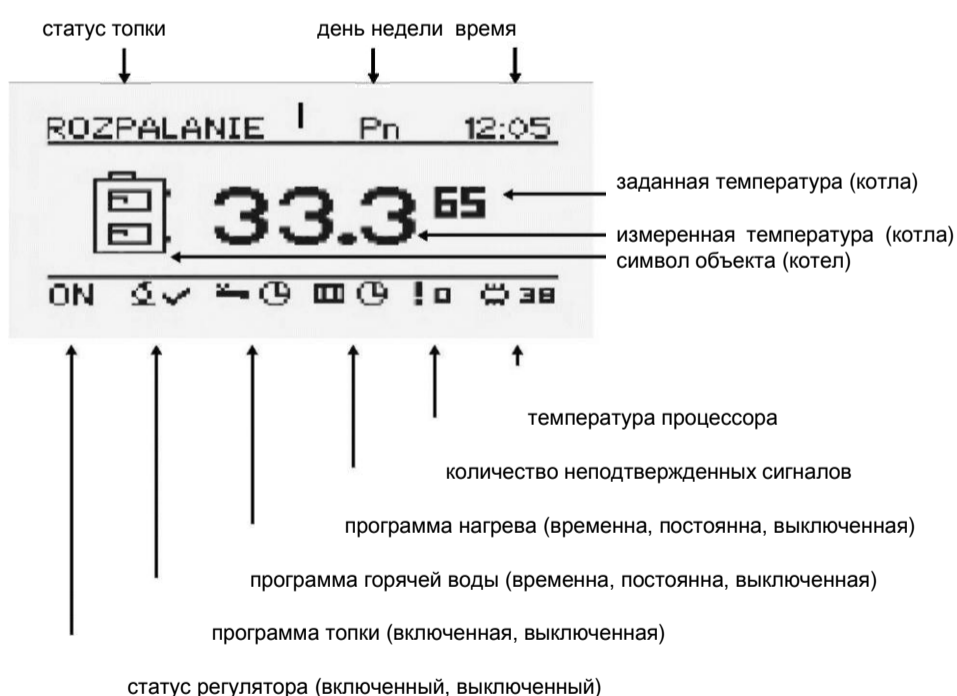 статус топки день недели время
ROZPALANIE Pn 12:05
33.3 65
заданная температура (котла)
измеренная температура (котла)
символ объекта (котел)
ON ! 0 38
температура процессора
количество неподтвержденных сигналов
программа нагрева (временна, постоянна, выключенная)
программа горячей воды (временна, постоянна, выключенная)
программа топки (включенная, выключенная)
статус регулятора (включенный, выключенный)